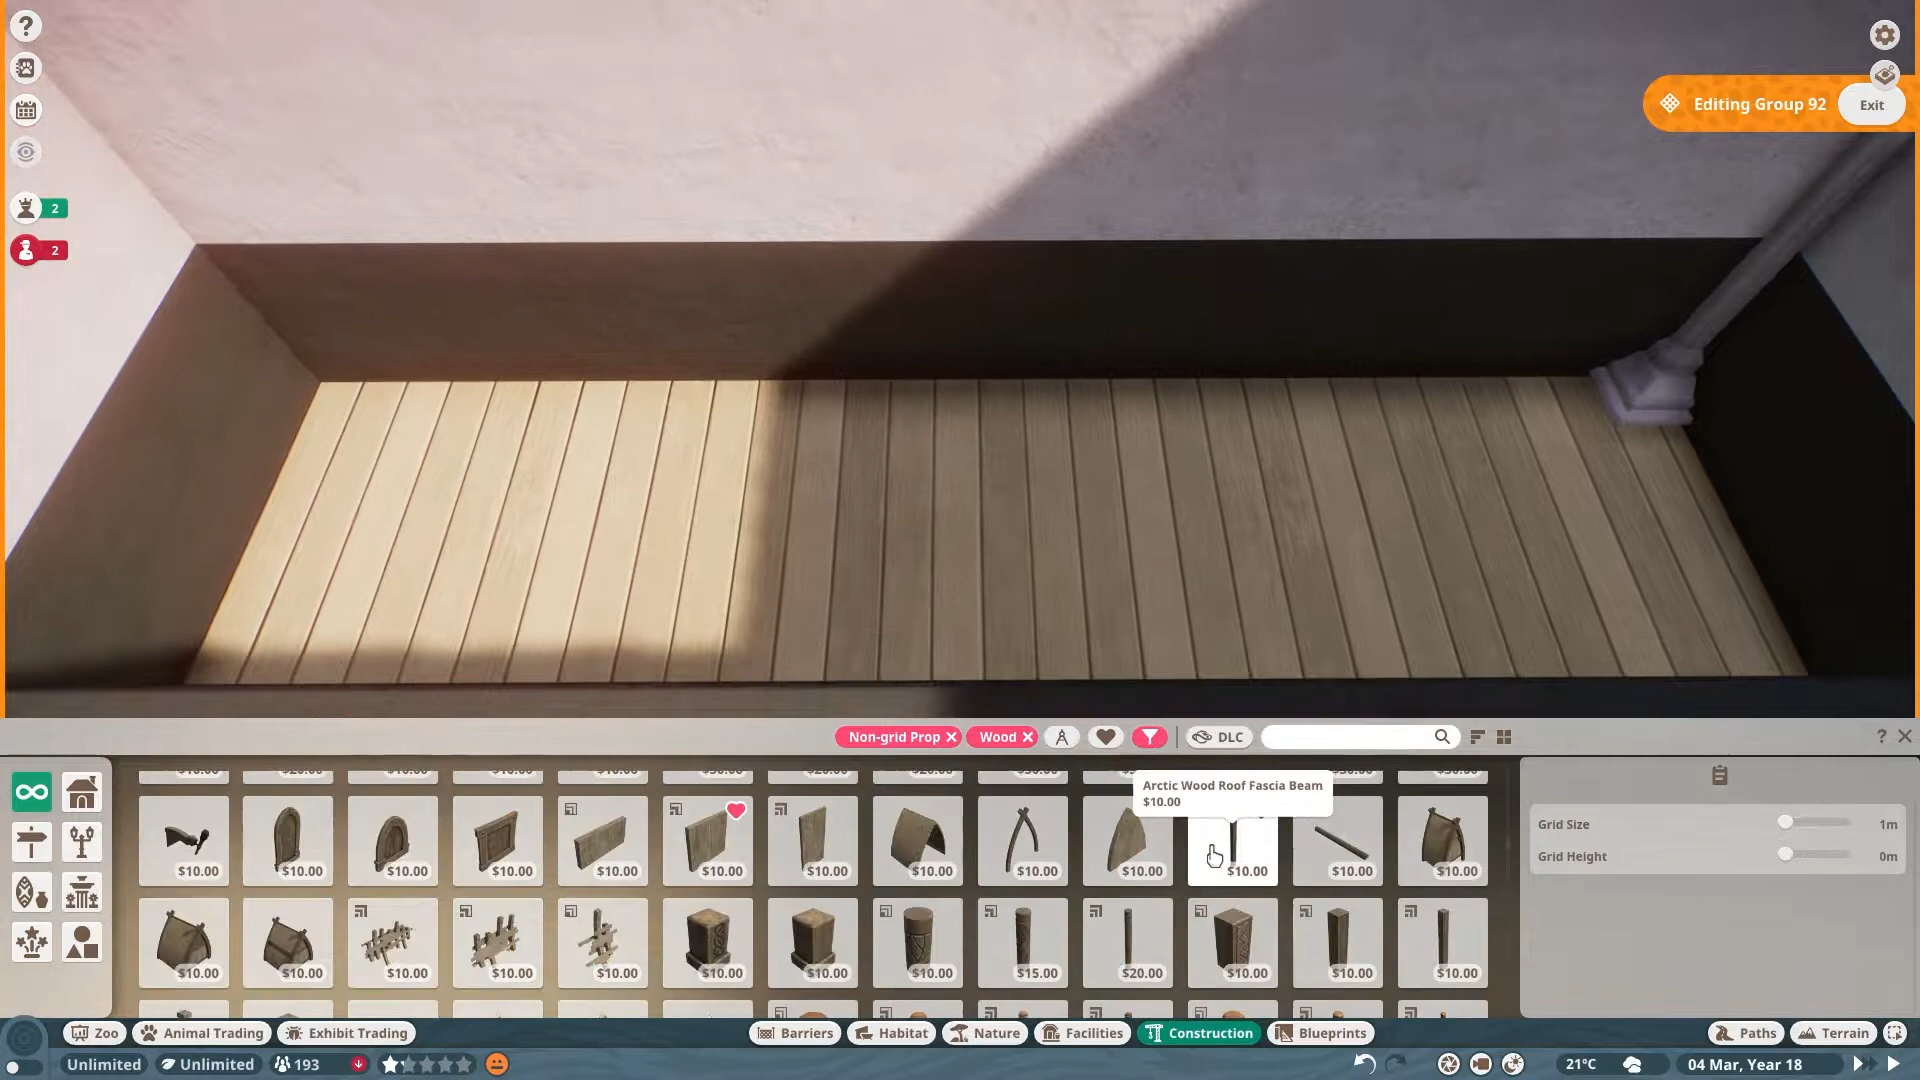 ?
Editing Group 92
Exit
2
2
Non-grid Prop
Wood
DLC
?
Arctic Wood Roof Fascia Beam
$10.00
$10.00 $10.00 $10.00 $10.00 $10.00 $10.00 $10.00 $10.00 $10.00 $10.00 $10.00 $10.00 $10.00
Grid Size 1m
Grid Height 0m
$10.00 $10.00 $10.00 $10.00 $10.00 $10.00 $10.00 $10.00 $15.00 $20.00 $10.00 $10.00 $10.00
Zoo Animal Trading Exhibit Trading Barriers Habitat Nature Facilities Construction Blueprints Paths Terrain
Unlimited Unlimited 193 21°C 04 Mar, Year 18